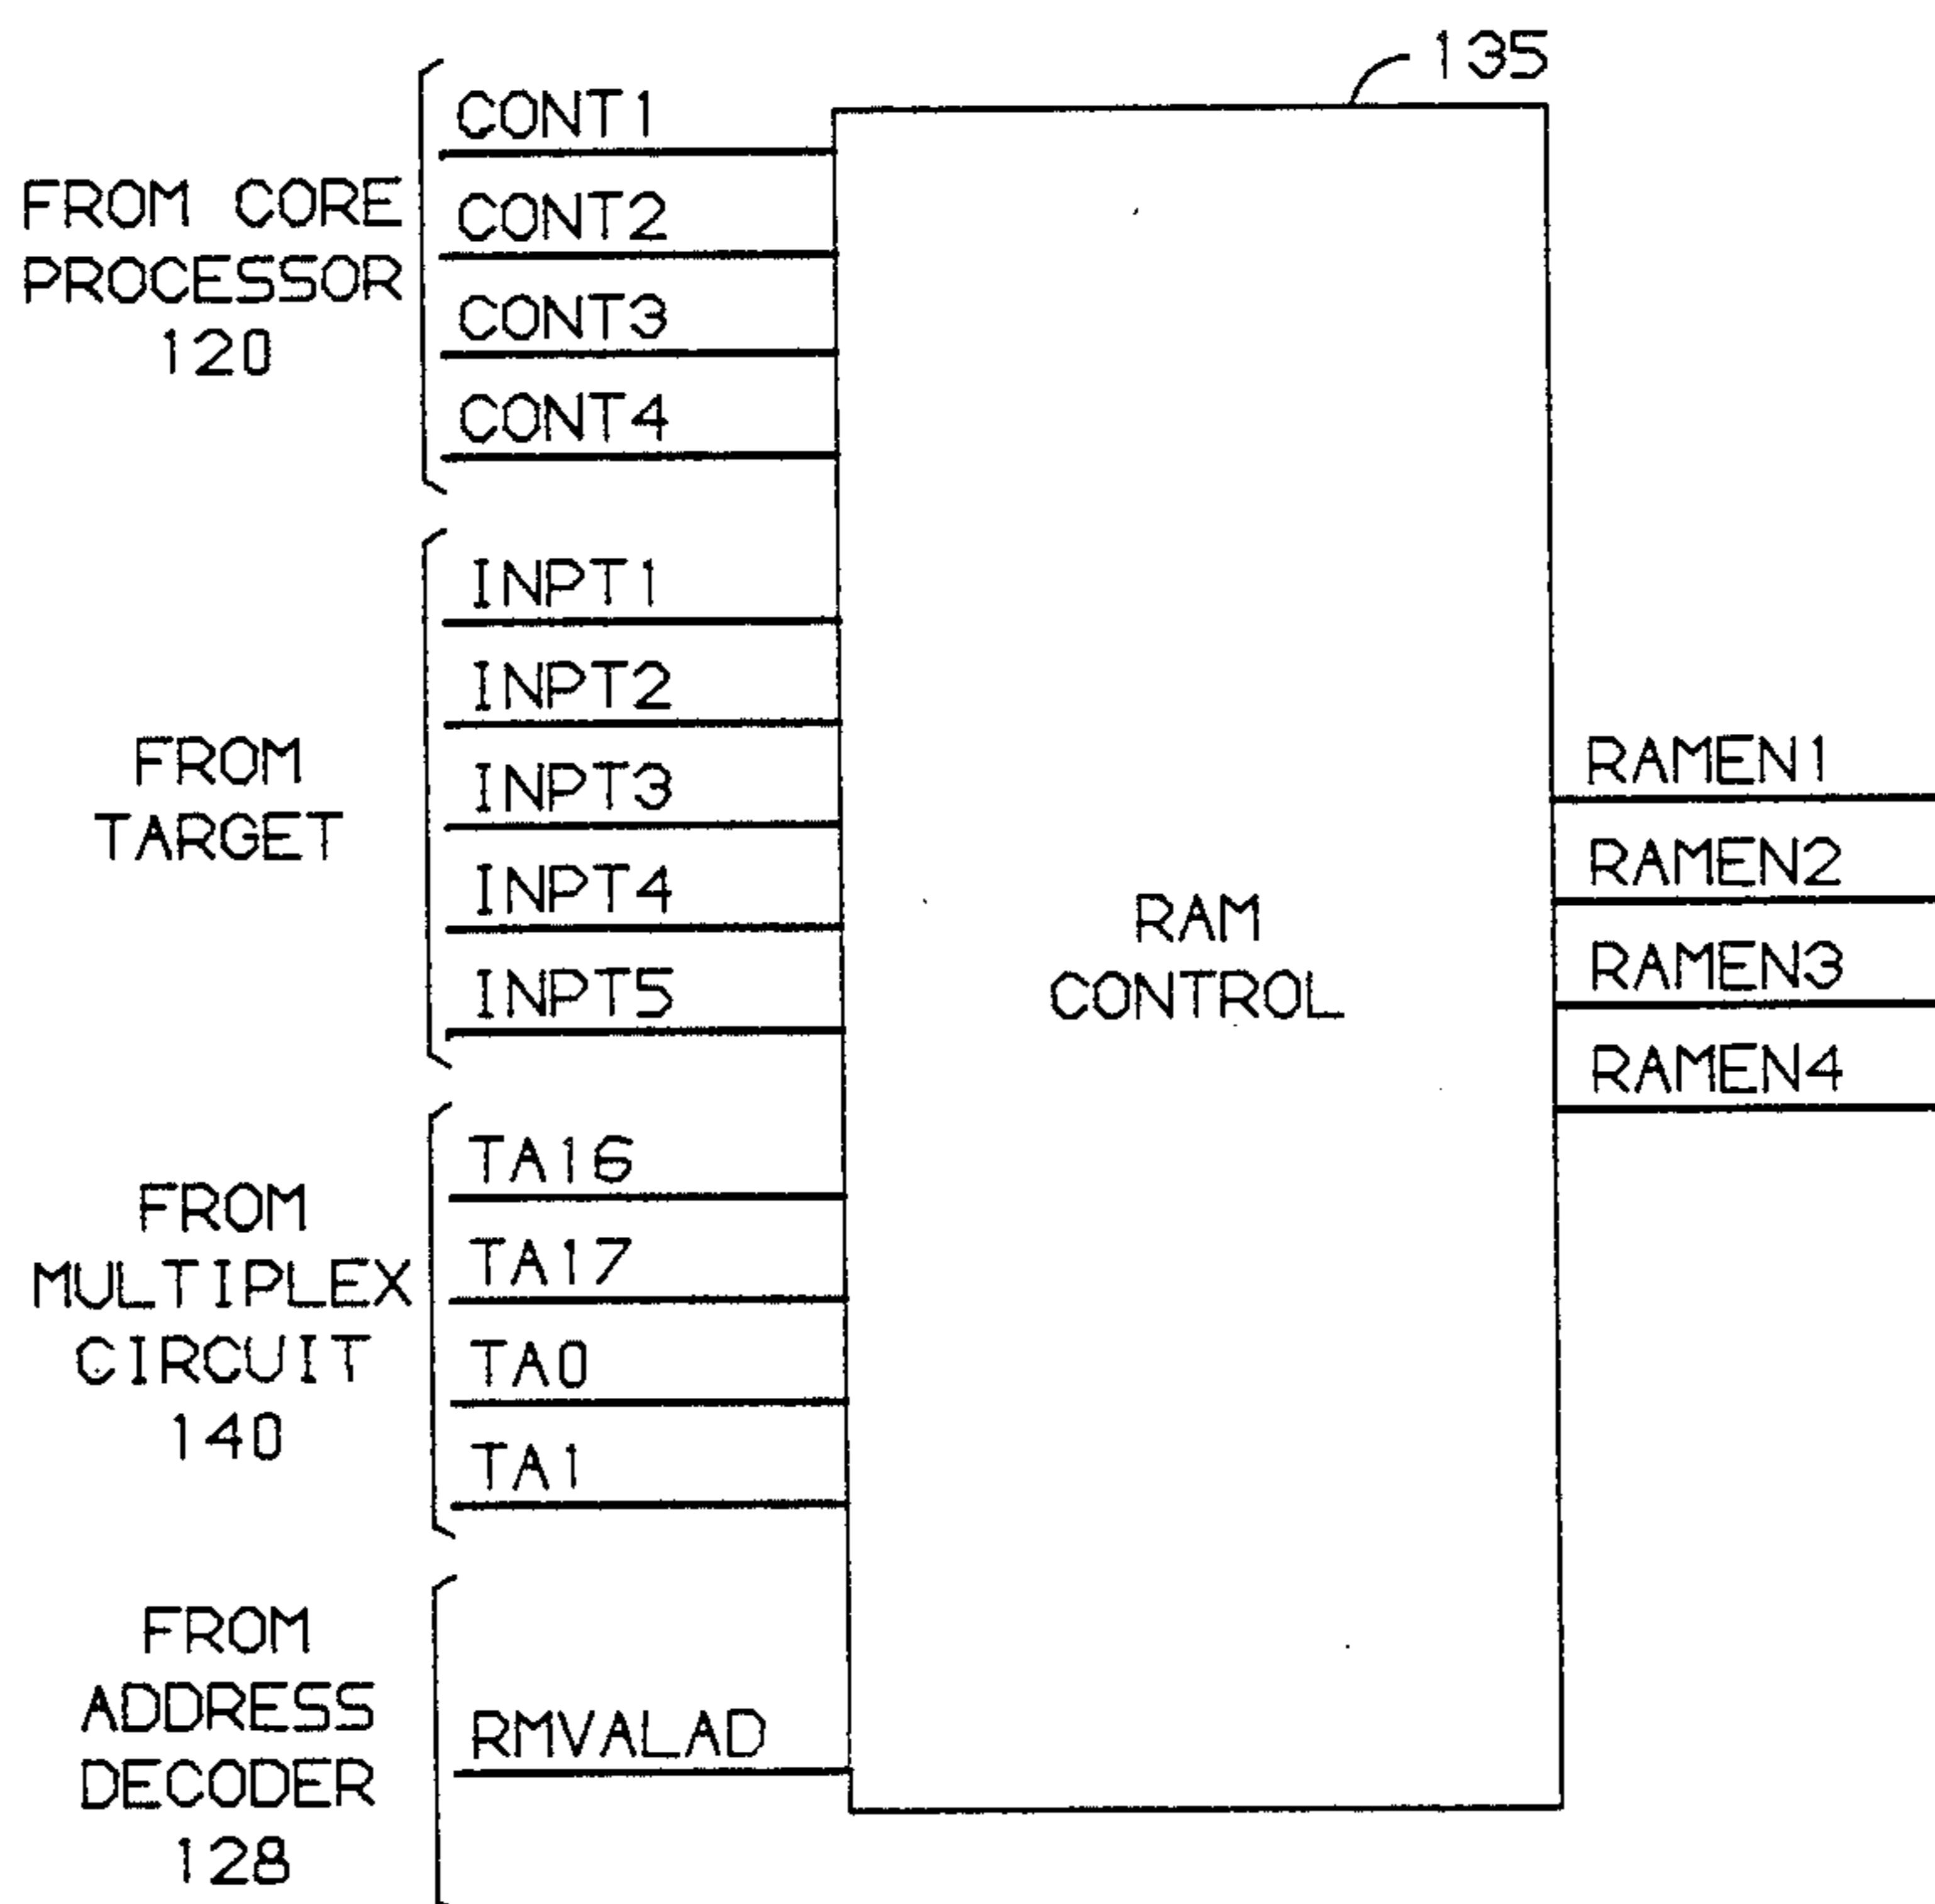 135
FROM CORE
PROCESSOR
120
CONT1
CONT2
CONT3
CONT4
FROM
TARGET
INPT1
INPT2
INPT3
INPT4
INPT5
FROM
MULTIPLEX
CIRCUIT
140
TA16
TA17
TA0
TA1
FROM
ADDRESS
DECODER
128
RMVALAD
RAM
CONTROL
RAMEN1
RAMEN2
RAMEN3
RAMEN4